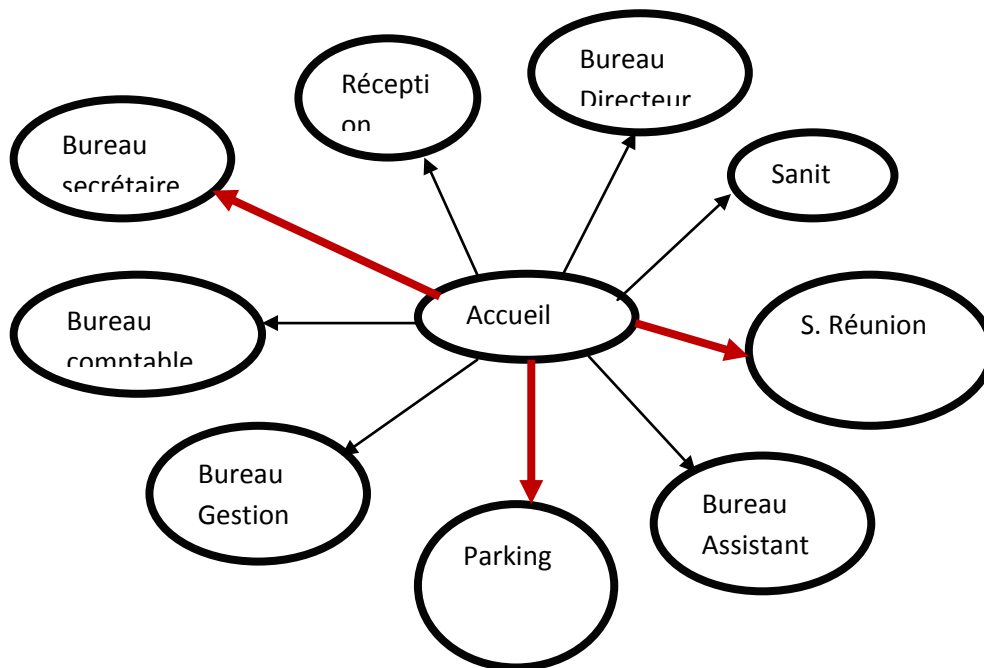 Bureau
Directeur
Récepti
on
Bureau
secrétaire
Sanit
Accueil
S. Réunion
Bureau
comptable
Bureau
Gestion
Bureau
Assistant
Parking